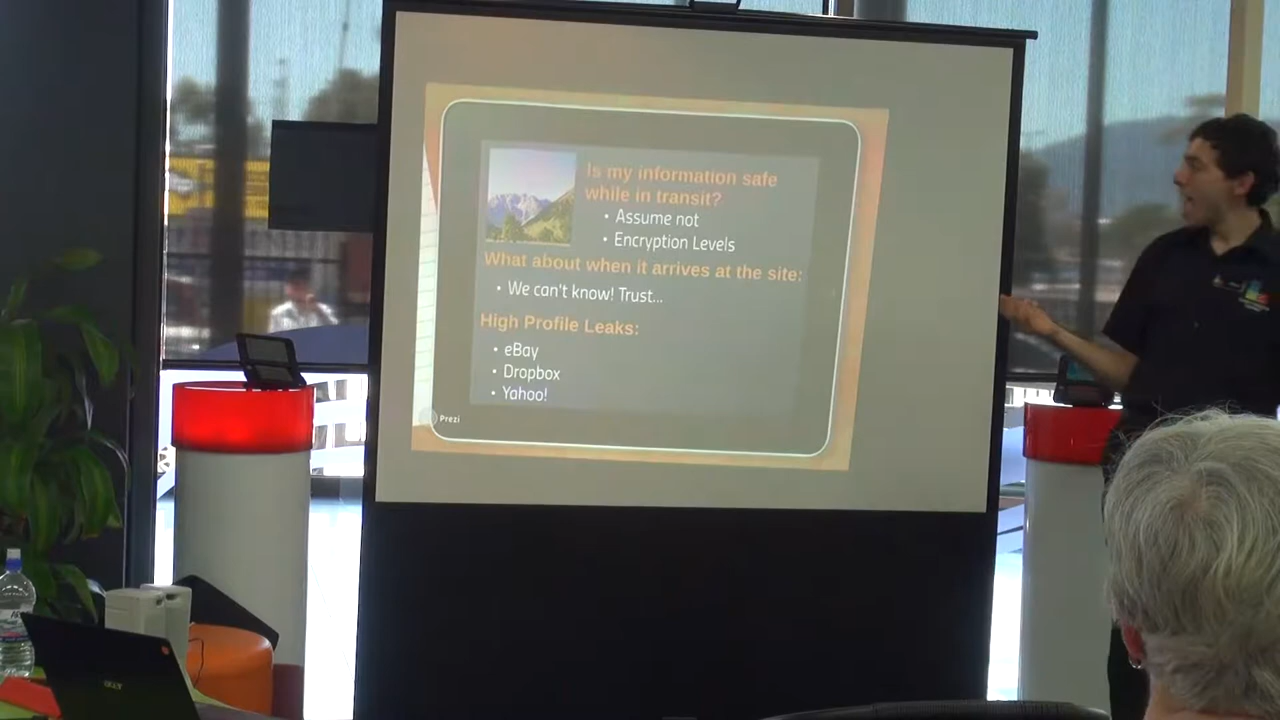 Is my information safe
while in transit?
• Assume not
• Encryption Levels
What about when it arrives at the site:
• We can't know! Trust...
High Profile Leaks:
• eBay
• Dropbox
• Yahoo!
Prezi